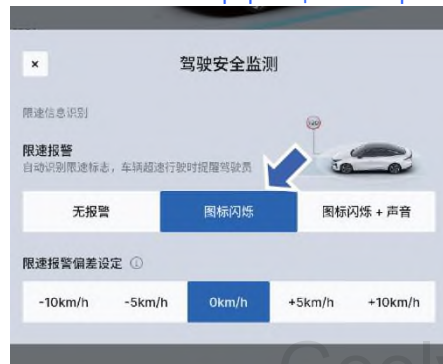 ×
驾驶安全监测
限速信息识别
120
限速报警
自动识别限速标志，车辆超速行驶时提醒驾驶员
无报警 图标闪烁 图标闪烁 + 声音
限速报警偏差设定 ⓘ
-10km/h -5km/h 0km/h +5km/h +10km/h